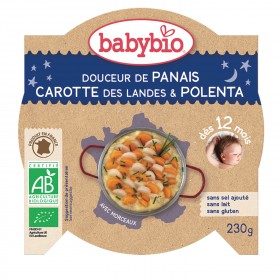 babybio
DOUCEUR DE PANAIS
CAROTTE DES LANDES & POLENTA
dès 12 mois
CERTIFIÉ
AB
AGRICULTURE
BIOLOGIQUE
AVEC MORCEAUX
sans sel ajouté
sans lait
sans gluten
230g